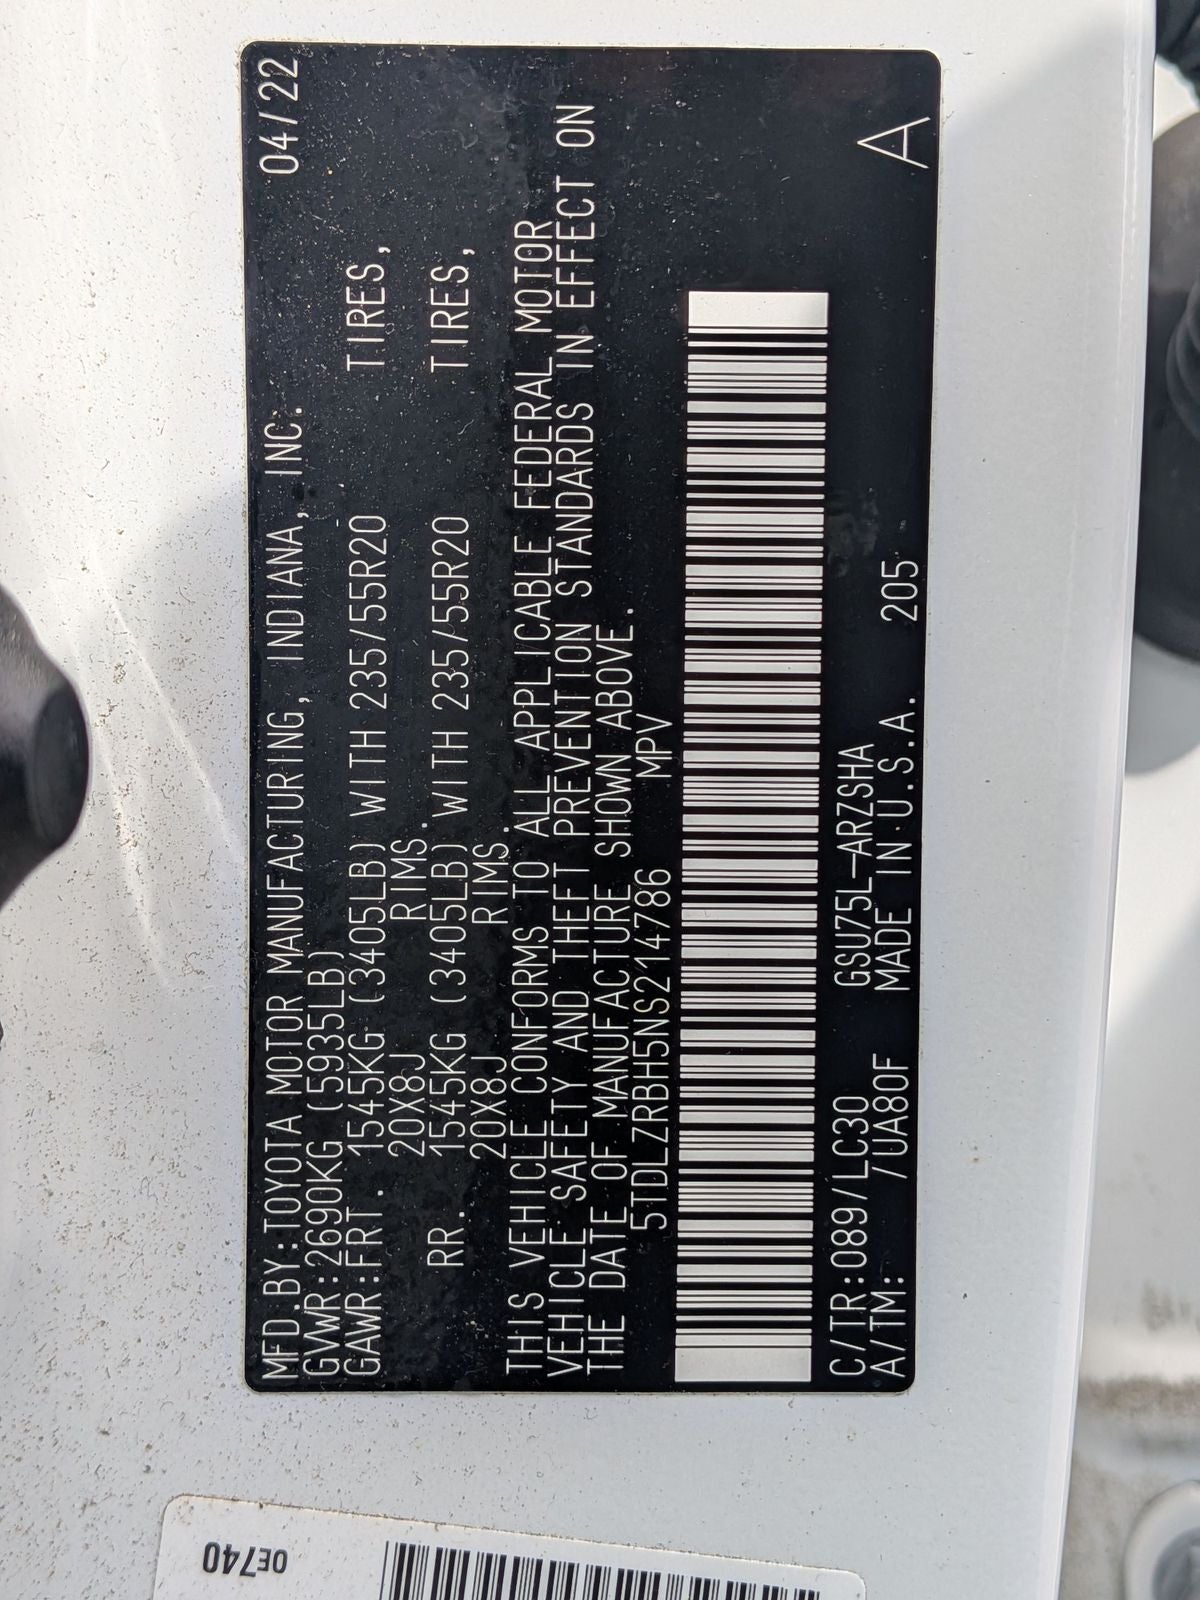 MFD.BY:TOYOTA MOTOR MANUFACTURING, INDIANA, INC. 04/22
GVWR:2690KG (5935LB)
GAWR:FRT. 1545KG (3405LB) WITH 235/55R20 TIRES,
20X8J RIMS.
RR. 1545KG (3405LB) WITH 235/55R20 TIRES,
20X8J RIMS.
THIS VEHICLE CONFORMS TO ALL APPLICABLE FEDERAL MOTOR
VEHICLE SAFETY AND THEFT PREVENTION STANDARDS IN EFFECT ON
THE DATE OF MANUFACTURE SHOWN ABOVE.
5TDLZRBH5NS214786 MPV
C/TR:089/LC30 GSU75L-ARZSHA A
A/TM: /UA80F MADE IN U.S.A. 205
0E740
0E740